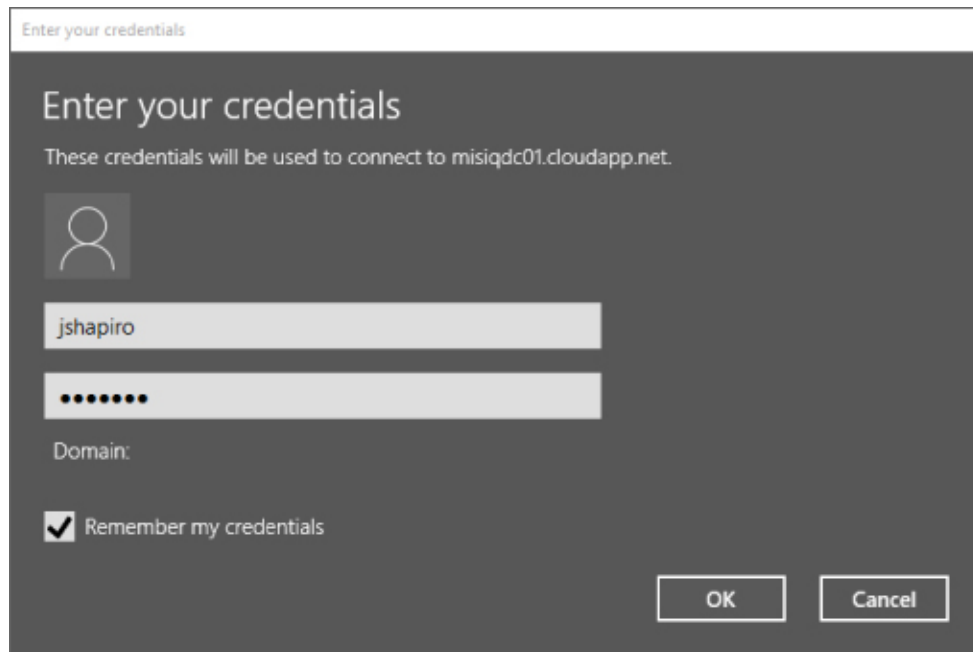 Enter your credentials
Enter your credentials
These credentials will be used to connect to misiqdc01.cloudapp.net.
jshapiro
•••••••
Domain:
Remember my credentials
OK Cancel